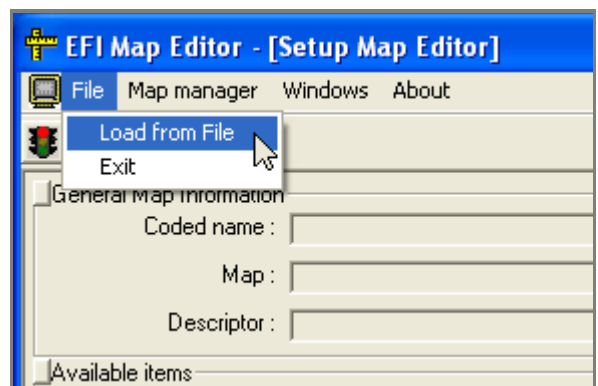 EFI Map Editor - [Setup Map Editor]
File Map manager Windows About
Load from File
Exit
General Map Information
Coded name :
Map :
Descriptor :
Available items